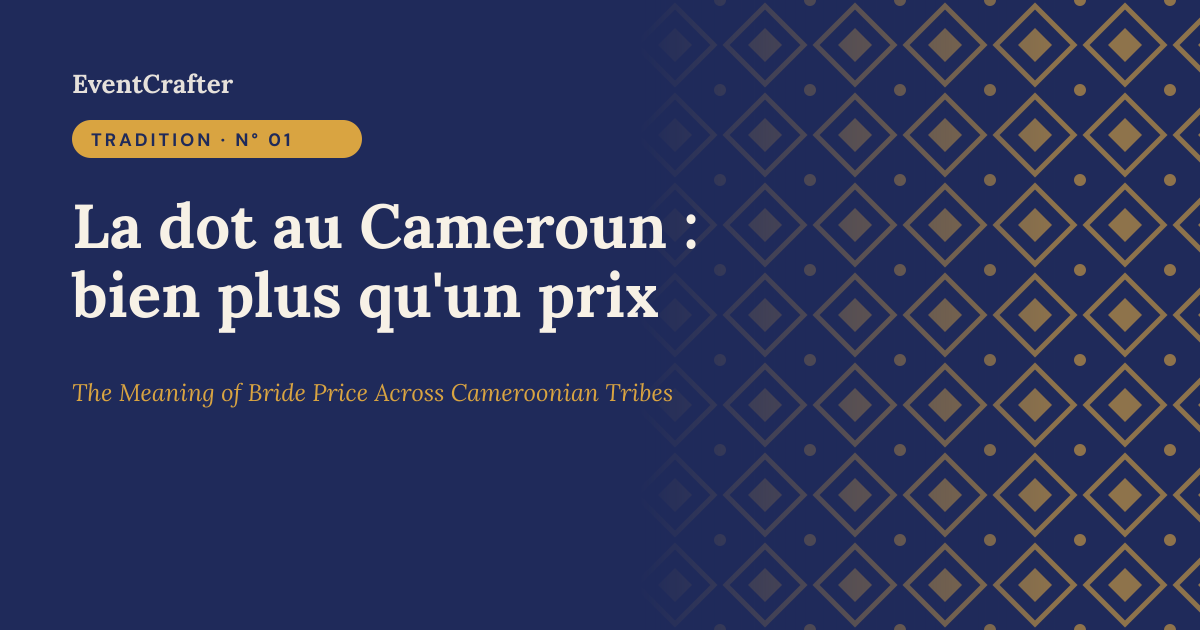 EventCrafter
TRADITION · N° 01
La dot au Cameroun :
bien plus qu'un prix
The Meaning of Bride Price Across Cameroonian Tribes